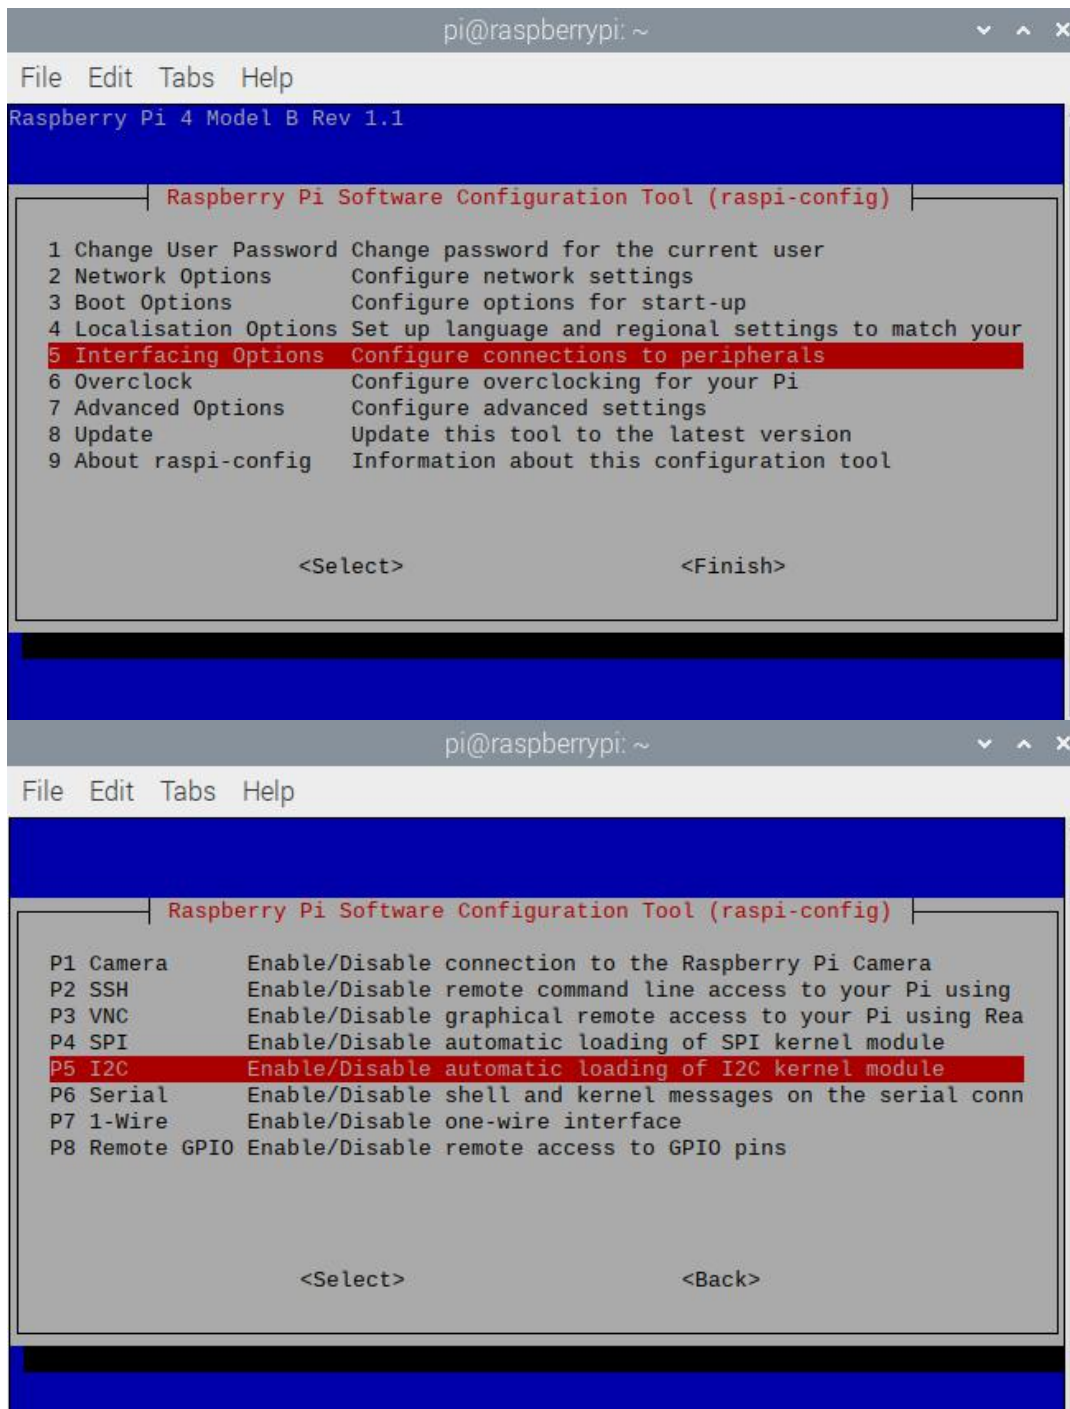 pi@raspberrypi: ~
File Edit Tabs Help
Raspberry Pi 4 Model B Rev 1.1
Raspberry Pi Software Configuration Tool (raspi-config)
1 Change User Password Change password for the current user
2 Network Options Configure network settings
3 Boot Options Configure options for start-up
4 Localisation Options Set up language and regional settings to match your
5 Interfacing Options Configure connections to peripherals
6 Overclock Configure overclocking for your Pi
7 Advanced Options Configure advanced settings
8 Update Update this tool to the latest version
9 About raspi-config Information about this configuration tool
<Select> <Finish>
pi@raspberrypi: ~
File Edit Tabs Help
Raspberry Pi Software Configuration Tool (raspi-config)
P1 Camera Enable/Disable connection to the Raspberry Pi Camera
P2 SSH Enable/Disable remote command line access to your Pi using
P3 VNC Enable/Disable graphical remote access to your Pi using Rea
P4 SPI Enable/Disable automatic loading of SPI kernel module
P5 I2C Enable/Disable automatic loading of I2C kernel module
P6 Serial Enable/Disable shell and kernel messages on the serial conn
P7 1-Wire Enable/Disable one-wire interface
P8 Remote GPIO Enable/Disable remote access to GPIO pins
<Select> <Back>